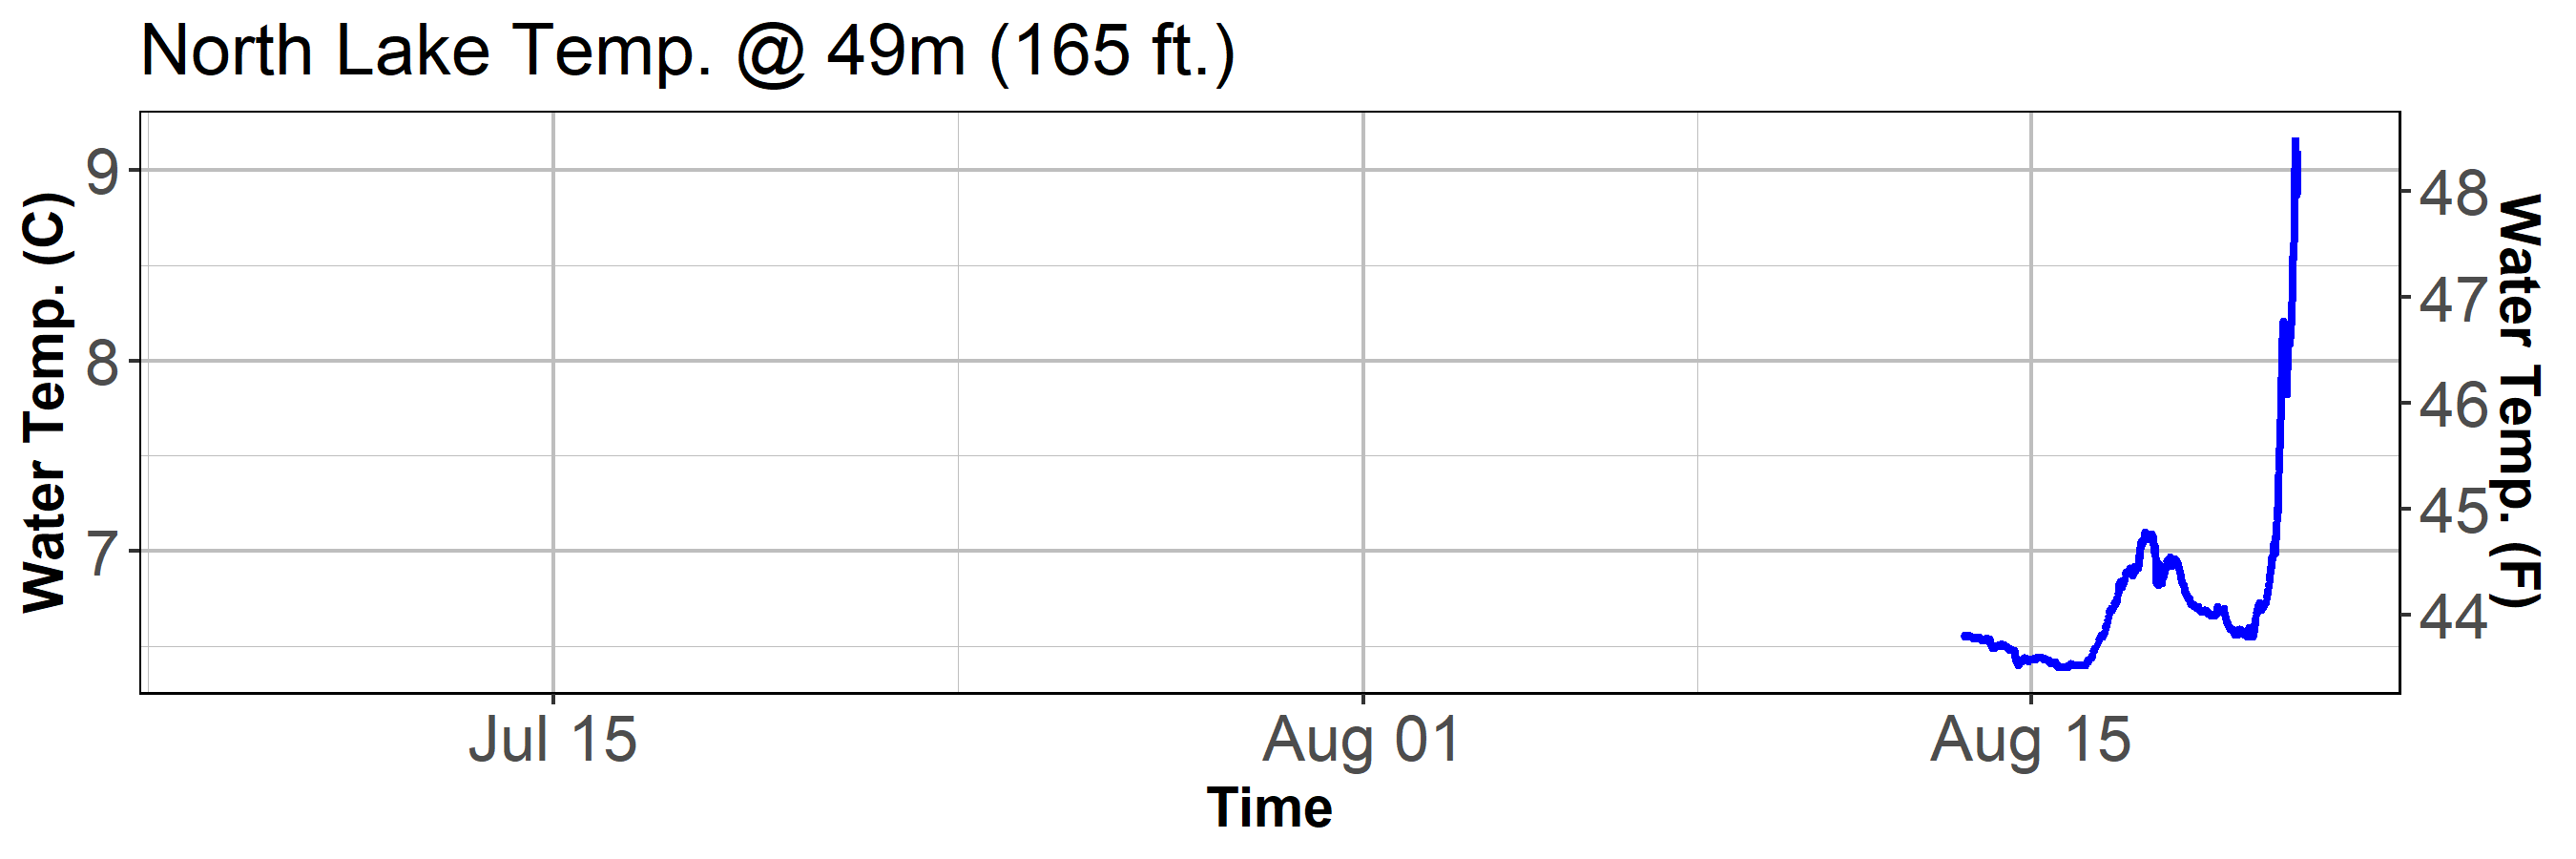 North Lake Temp. @ 49m (165 ft.)
Water Temp. (C)
9
8
7
48
47
46
45
44
Water Temp. (F)
Jul 15
Aug 01
Aug 15
Time